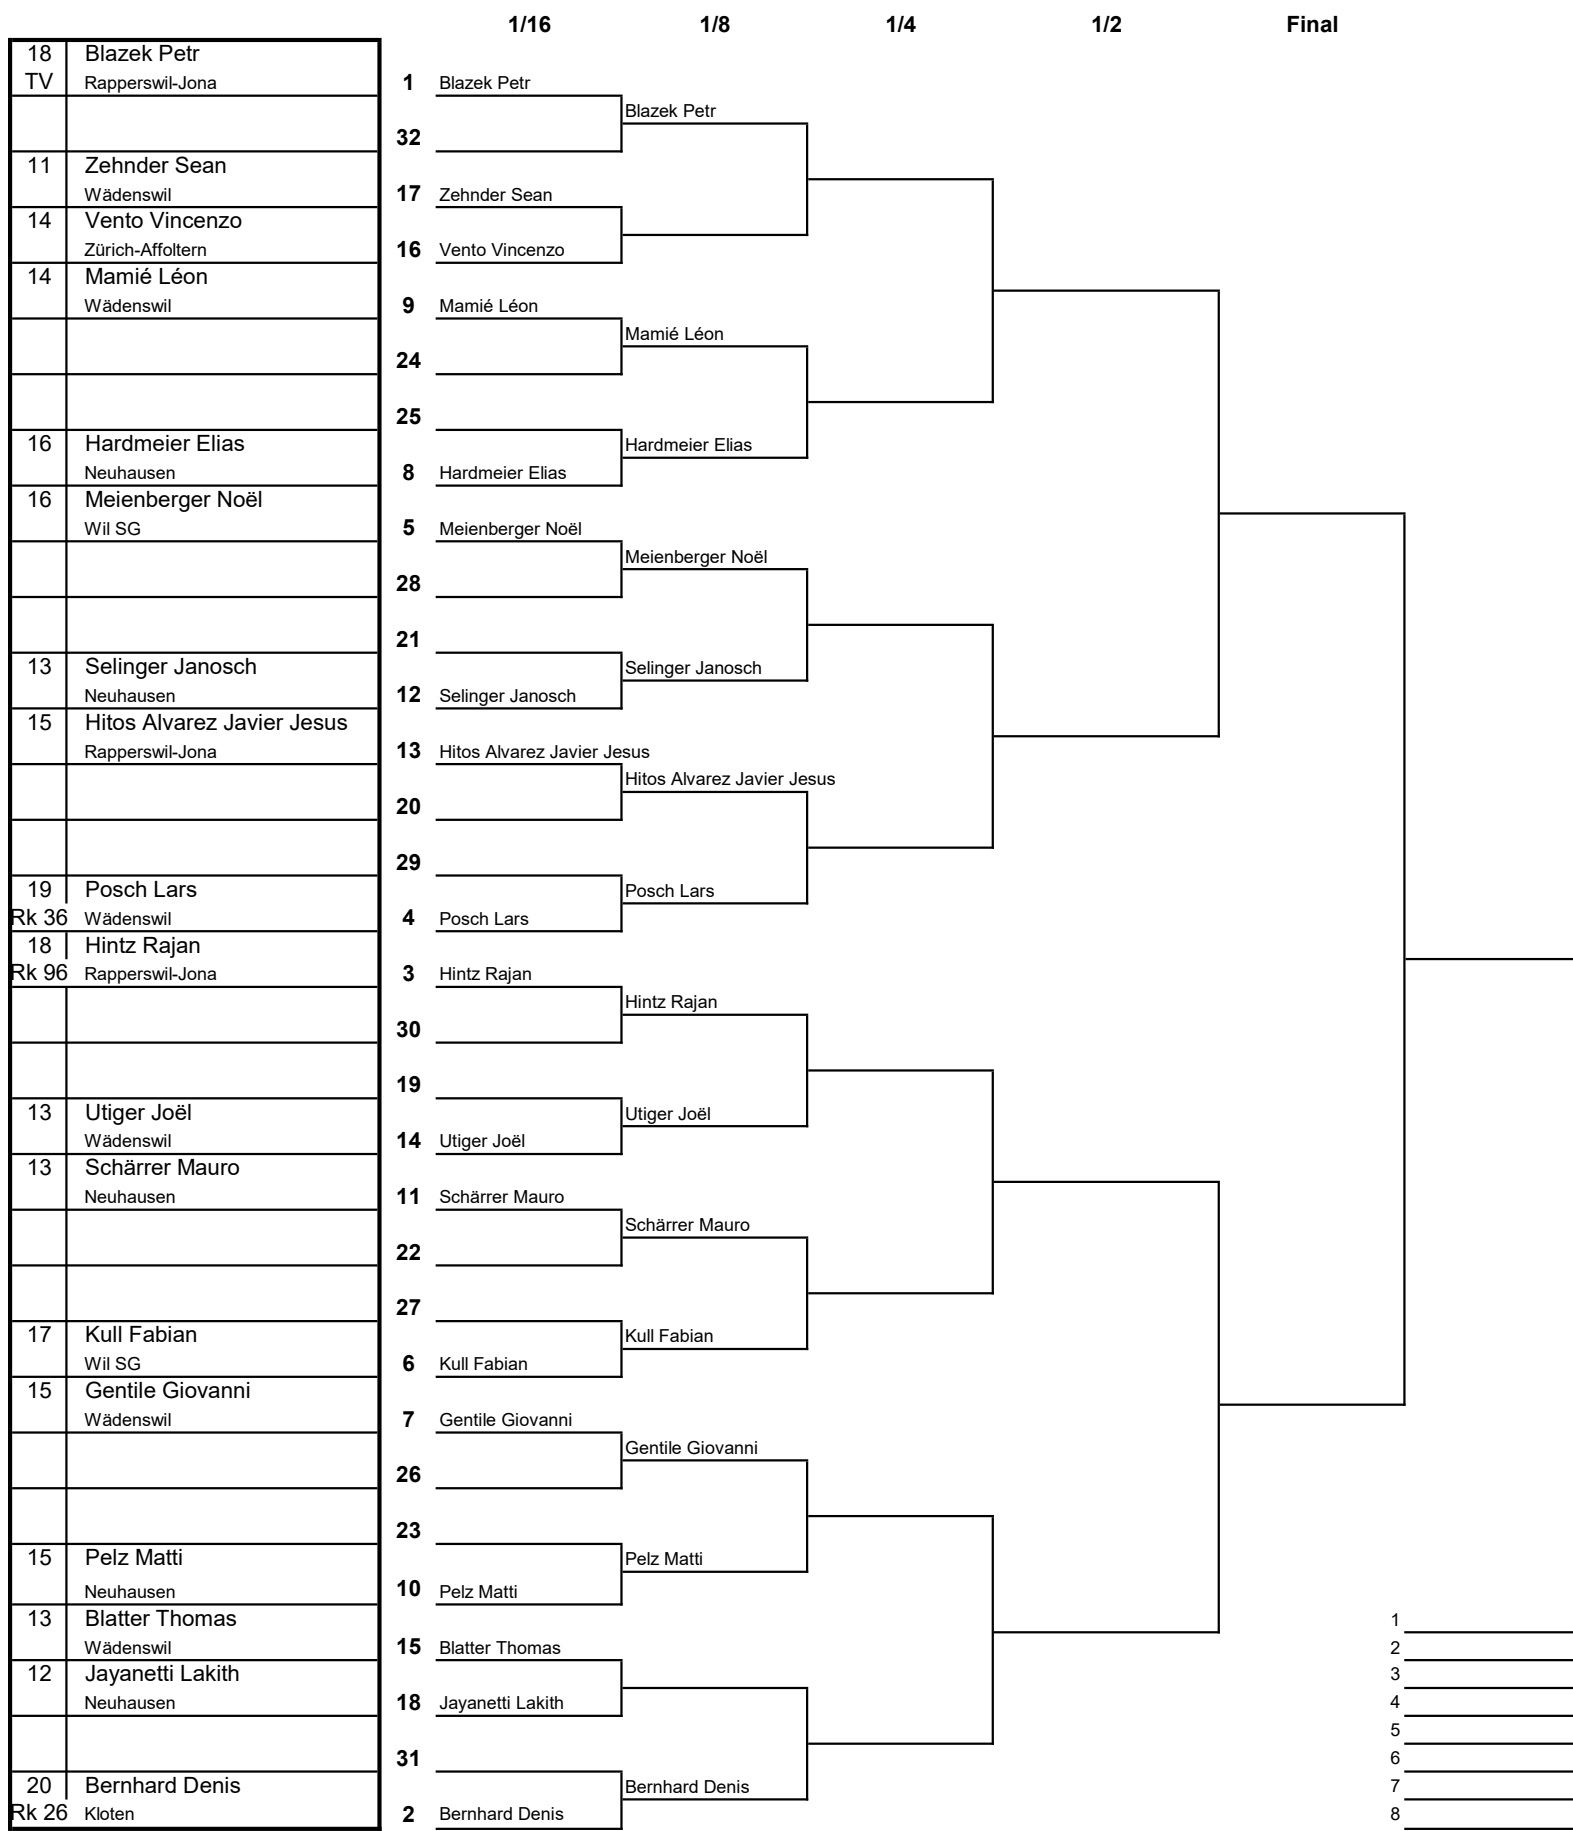 1/16 1/8 1/4 1/2 Final
18 Blazek Petr
TV Rapperswil-Jona 1 Blazek Petr
Blazek Petr
32
11 Zehnder Sean
Wädenswil 17 Zehnder Sean
14 Vento Vincenzo
Zürich-Affoltern 16 Vento Vincenzo
14 Mamié Léon
Wädenswil 9 Mamié Léon
Mamié Léon
24
25
16 Hardmeier Elias Hardmeier Elias
Neuhausen 8 Hardmeier Elias
16 Meienberger Noël
Wil SG 5 Meienberger Noël
Meienberger Noël
28
21
13 Selinger Janosch Selinger Janosch
Neuhausen 12 Selinger Janosch
15 Hitos Alvarez Javier Jesus
Rapperswil-Jona 13 Hitos Alvarez Javier Jesus
Hitos Alvarez Javier Jesus
20
29
19 Posch Lars Posch Lars
Rk 36 Wädenswil 4 Posch Lars
18 Hintz Rajan
Rk 96 Rapperswil-Jona 3 Hintz Rajan
Hintz Rajan
30
19
13 Utiger Joël Utiger Joël
Wädenswil 14 Utiger Joël
13 Schärrer Mauro
Neuhausen 11 Schärrer Mauro
Schärrer Mauro
22
27
17 Kull Fabian Kull Fabian
Wil SG 6 Kull Fabian
15 Gentile Giovanni
Wädenswil 7 Gentile Giovanni
Gentile Giovanni
26
23
15 Pelz Matti Pelz Matti
Neuhausen 10 Pelz Matti
13 Blatter Thomas 1
Wädenswil 15 Blatter Thomas 2
12 Jayanetti Lakith 3
Neuhausen 18 Jayanetti Lakith 4
5
31 6
20 Bernhard Denis Bernhard Denis 7
Rk 26 Kloten 2 Bernhard Denis 8